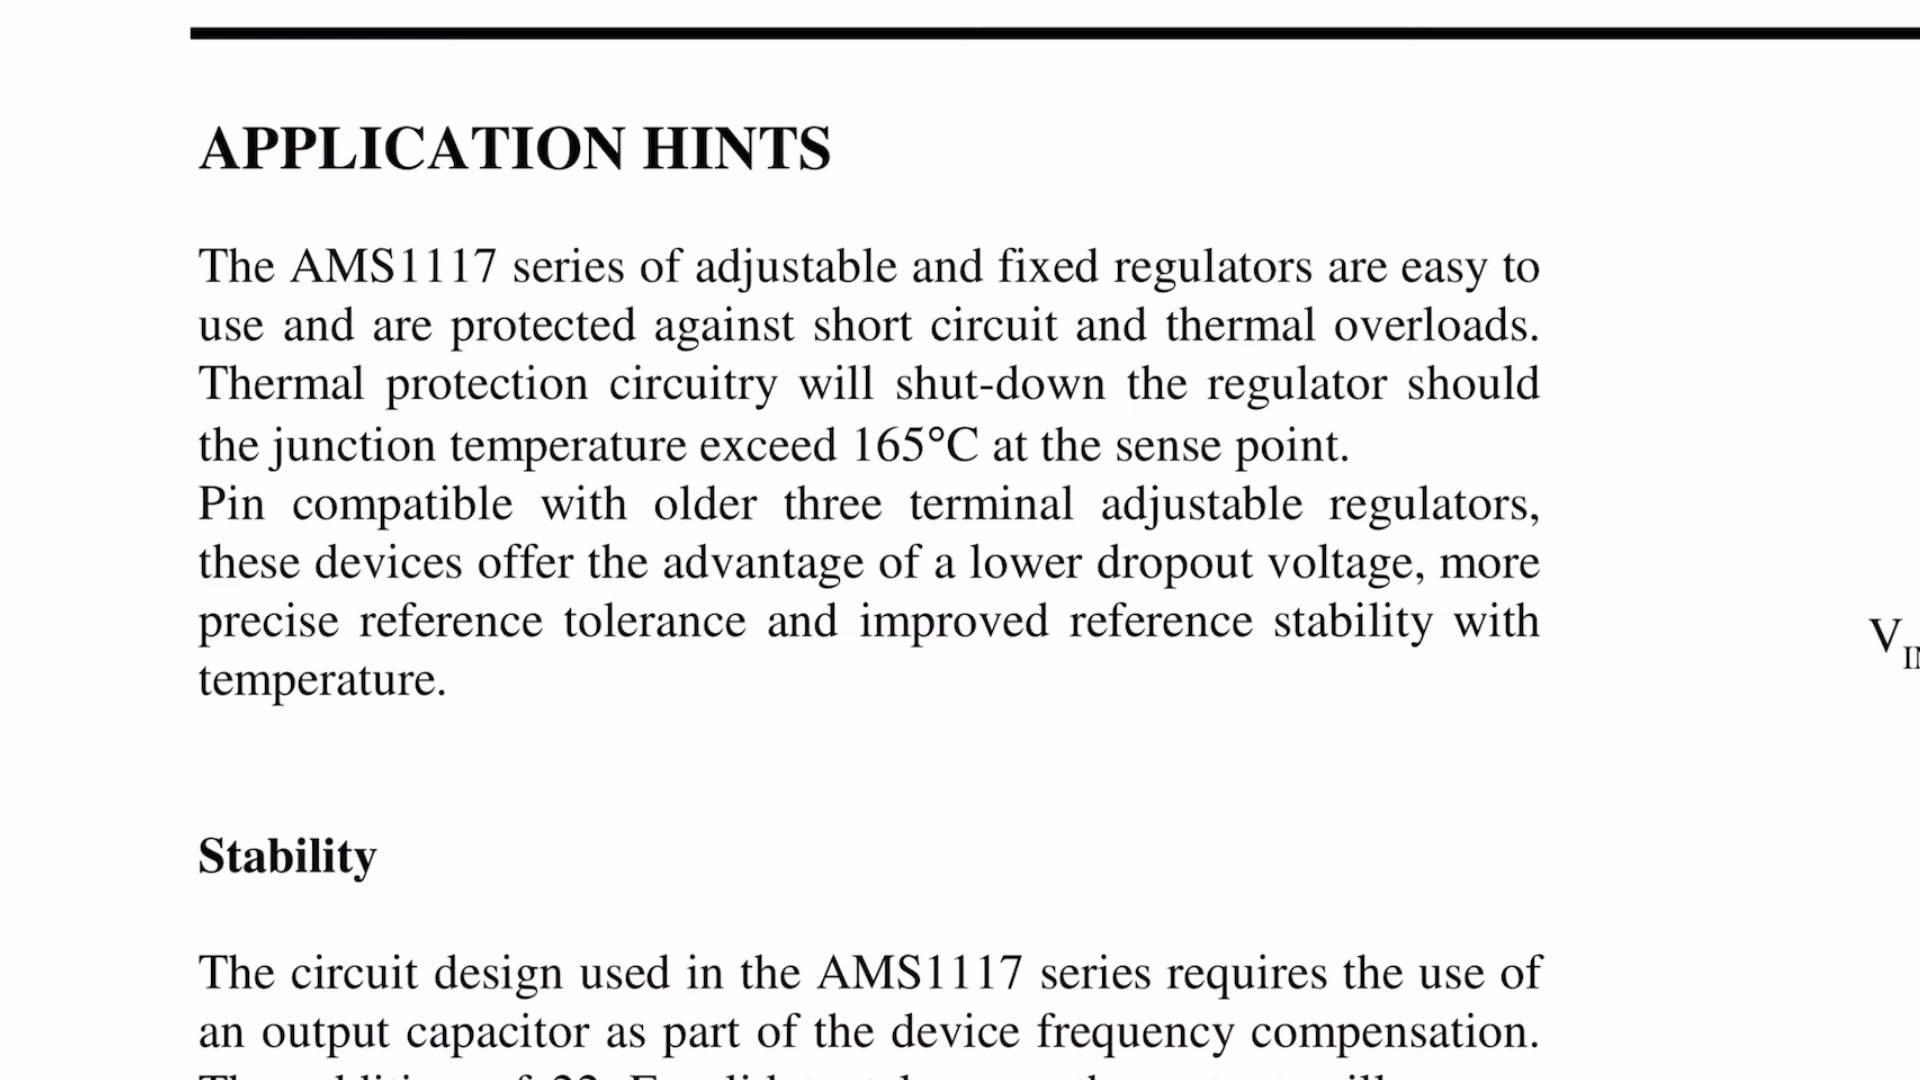 APPLICATION HINTS
The AMS1117 series of adjustable and fixed regulators are easy to
use and are protected against short circuit and thermal overloads.
Thermal protection circuitry will shut-down the regulator should
the junction temperature exceed 165°C at the sense point.
Pin compatible with older three terminal adjustable regulators,
these devices offer the advantage of a lower dropout voltage, more
precise reference tolerance and improved reference stability with
temperature.
V
Stability
The circuit design used in the AMS1117 series requires the use of
an output capacitor as part of the device frequency compensation.